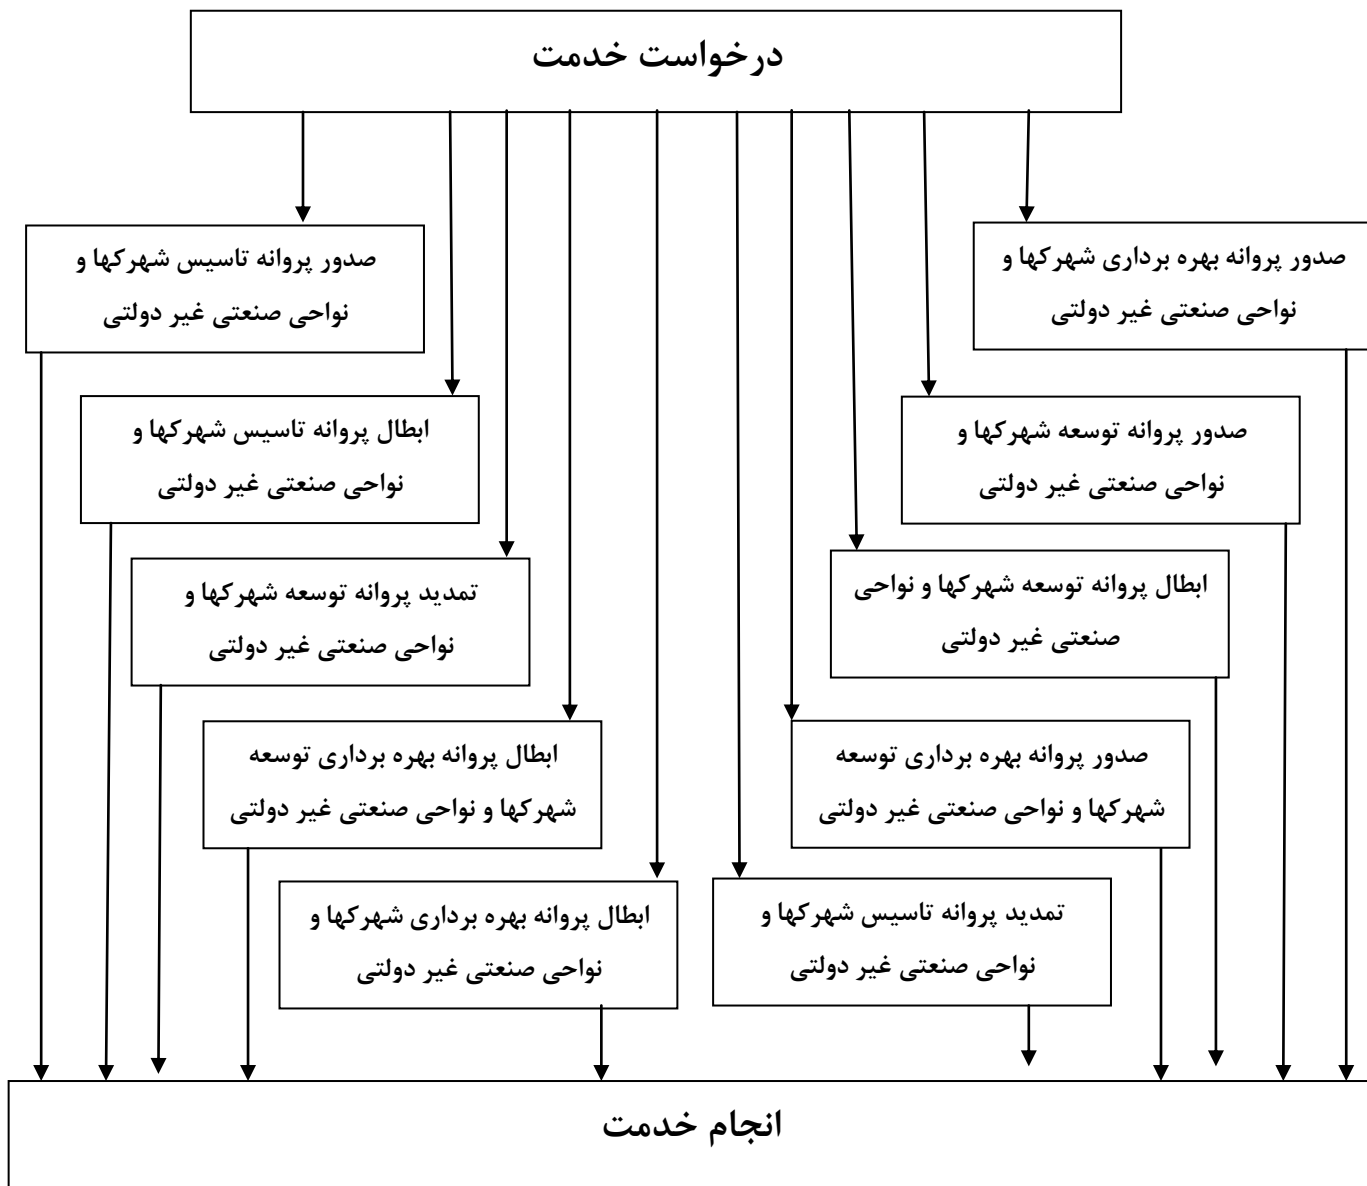 درخواست خدمت
صدور پروانه بهره برداری شهرکها و
نواحی صنعتی غیر دولتی
صدور پروانه تاسیس شهرکها و
نواحی صنعتی غیر دولتی
صدور پروانه توسعه شهرکها و
نواحی صنعتی غیر دولتی
ابطال پروانه تاسیس شهرکها و
نواحی صنعتی غیر دولتی
ابطال پروانه توسعه شهرکها و نواحی
صنعتی غیر دولتی
تمدید پروانه توسعه شهرکها و
نواحی صنعتی غیر دولتی
صدور پروانه بهره برداری توسعه
شهرکها و نواحی صنعتی غیر دولتی
ابطال پروانه بهره برداری توسعه
شهرکها و نواحی صنعتی غیر دولتی
تمدید پروانه تاسیس شهرکها و
نواحی صنعتی غیر دولتی
ابطال پروانه بهره برداری شهرکها و
نواحی صنعتی غیر دولتی
انجام خدمت